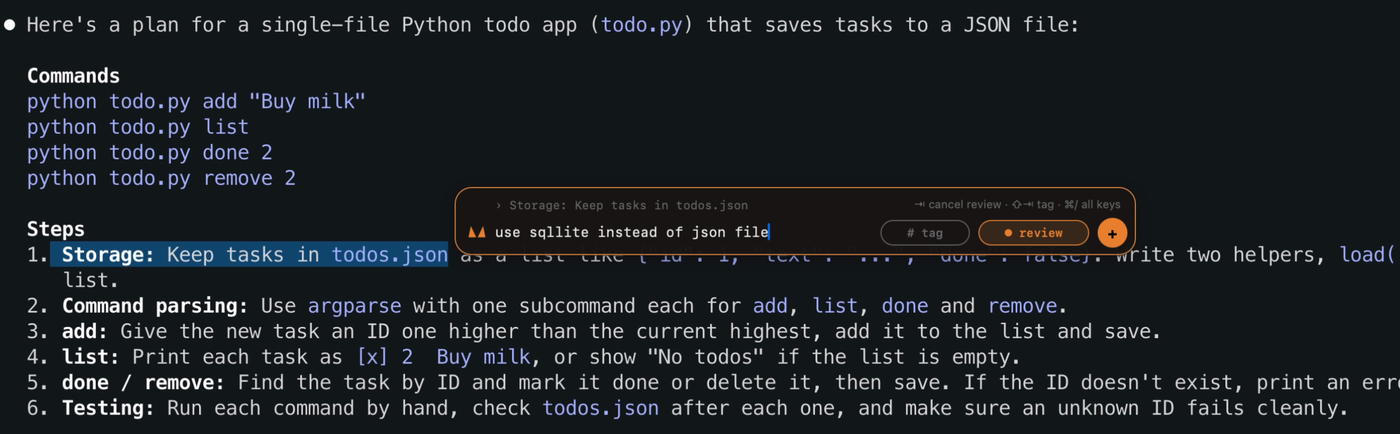 Here's a plan for a single-file Python todo app (todo.py) that saves tasks to a JSON file:
Commands
python todo.py add "Buy milk"
python todo.py list
python todo.py done 2
python todo.py remove 2
› Storage: Keep tasks in todos.json
⇥ cancel review · ⇧⇥ tag · ⌘/ all keys
use sqllite instead of json file
# tag
● review
+
Steps
1. Storage: Keep tasks in todos.json as a list like {"id": 1, "text": "...", "done": false}. Write two helpers, load(
list.
2. Command parsing: Use argparse with one subcommand each for add, list, done and remove.
3. add: Give the new task an ID one higher than the current highest, add it to the list and save.
4. list: Print each task as [x] 2  Buy milk, or show "No todos" if the list is empty.
5. done / remove: Find the task by ID and mark it done or delete it, then save. If the ID doesn't exist, print an erro
6. Testing: Run each command by hand, check todos.json after each one, and make sure an unknown ID fails cleanly.